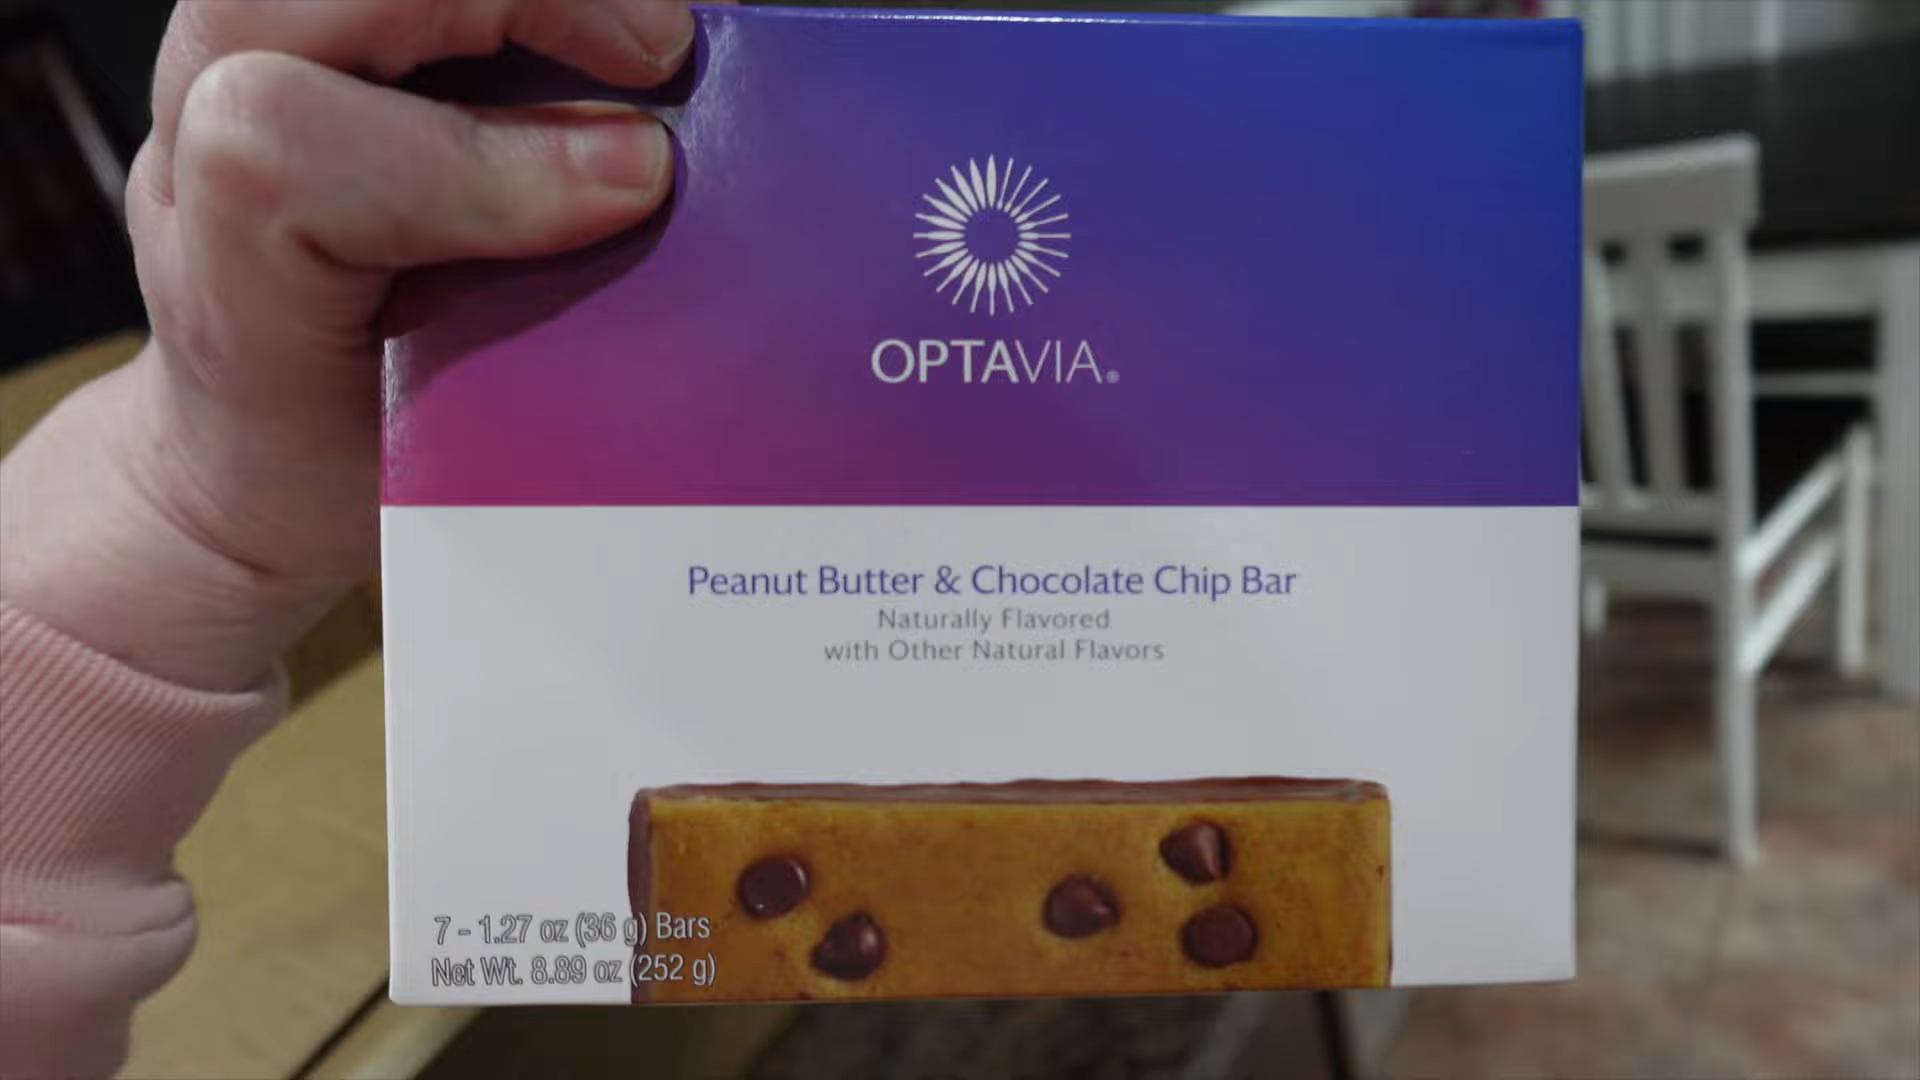 OPTAVIA®
Peanut Butter & Chocolate Chip Bar
Naturally Flavored
with Other Natural Flavors
7 - 1.27 oz (36 g) Bars
Net Wt. 8.89 oz (252 g)